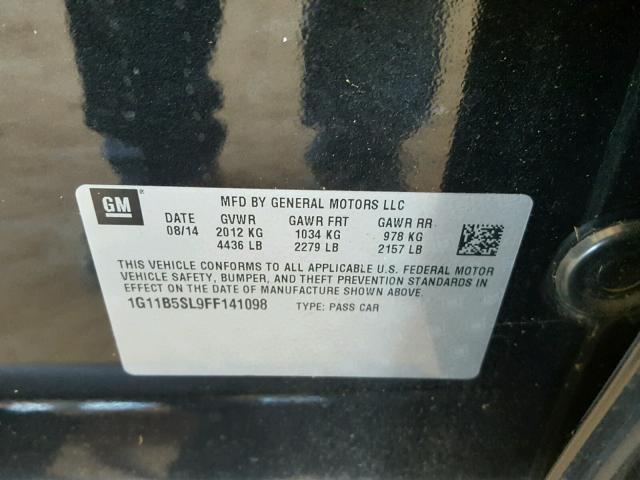 GM®
MFD BY GENERAL MOTORS LLC
DATE GVWR GAWR FRT GAWR RR
08/14 2012 KG 1034 KG 978 KG
4436 LB 2279 LB 2157 LB
THIS VEHICLE CONFORMS TO ALL APPLICABLE U.S. FEDERAL MOTOR
VEHICLE SAFETY, BUMPER, AND THEFT PREVENTION STANDARDS IN
EFFECT ON THE DATE OF MANUFACTURE SHOWN ABOVE.
1G11B5SL9FF141098 TYPE: PASS CAR